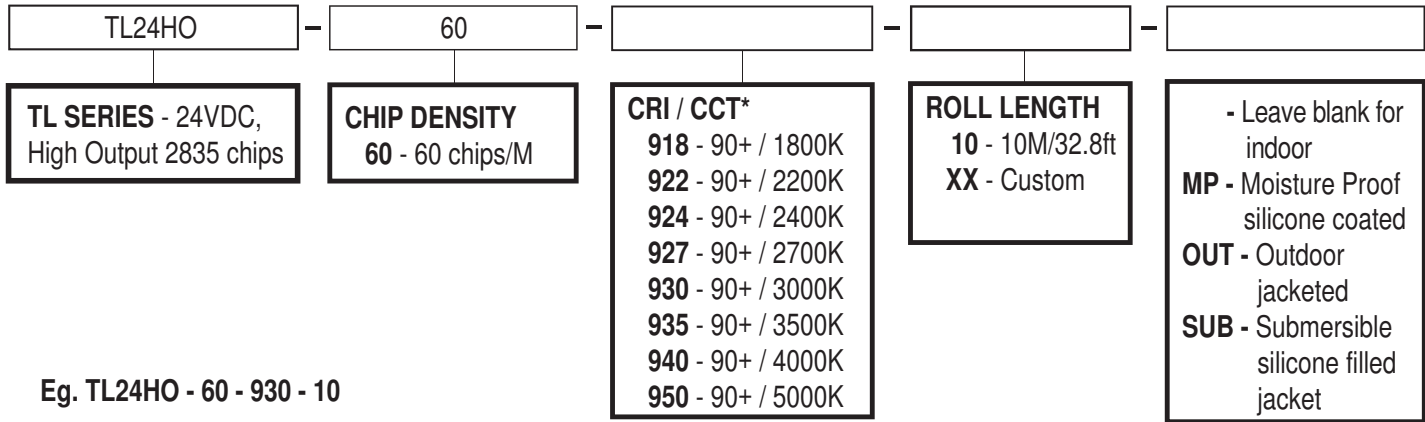 TL24HO - 60 - - -
TL SERIES - 24VDC,
High Output 2835 chips
CHIP DENSITY
60 - 60 chips/M
CRI / CCT*
918 - 90+ / 1800K
922 - 90+ / 2200K
924 - 90+ / 2400K
927 - 90+ / 2700K
930 - 90+ / 3000K
935 - 90+ / 3500K
940 - 90+ / 4000K
950 - 90+ / 5000K
ROLL LENGTH
10 - 10M/32.8ft
XX - Custom
- Leave blank for
indoor
MP - Moisture Proof
silicone coated
OUT - Outdoor
jacketed
SUB - Submersible
silicone filled
jacket
Eg. TL24HO - 60 - 930 - 10